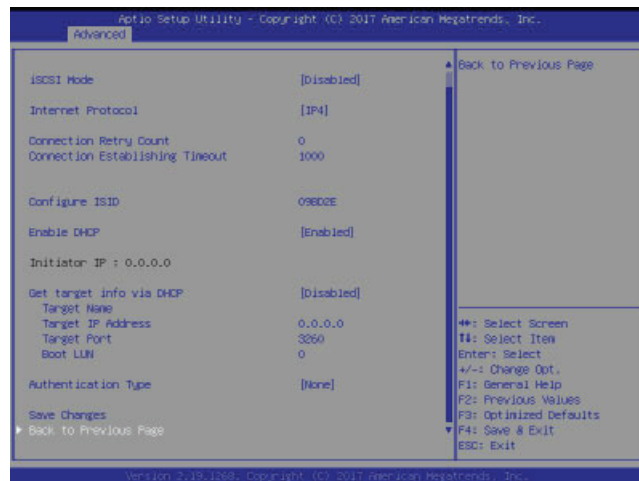 Aptio Setup Utility - Copyright (C) 2017 American Megatrends, Inc.
Advanced
iSCSI Mode [Disabled]
Internet Protocol [IP4]
Connection Retry Count 0
Connection Establishing Timeout 1000
Configure ISID 09BD2E
Enable DHCP [Enabled]
Initiator IP : 0.0.0.0
Get target info via DHCP [Disabled]
Target Name
Target IP Address 0.0.0.0
Target Port 3260
Boot LUN 0
Authentication Type [None]
Save Changes
Back to Previous Page
Back to Previous Page
: Select Screen
↑↓: Select Item
Enter: Select
+/-: Change Opt.
F1: General Help
F2: Previous Values
F3: Optimized Defaults
F4: Save & Exit
ESC: Exit
Version 2.19.1268. Copyright (C) 2017 American Megatrends, Inc.